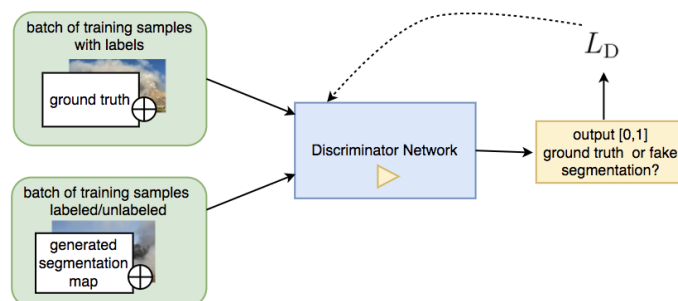 batch of training samples
with labels
ground truth
batch of training samples
labeled/unlabeled
generated
segmentation
map
Discriminator Network
L_D
output [0,1]
ground truth or fake
segmentation?